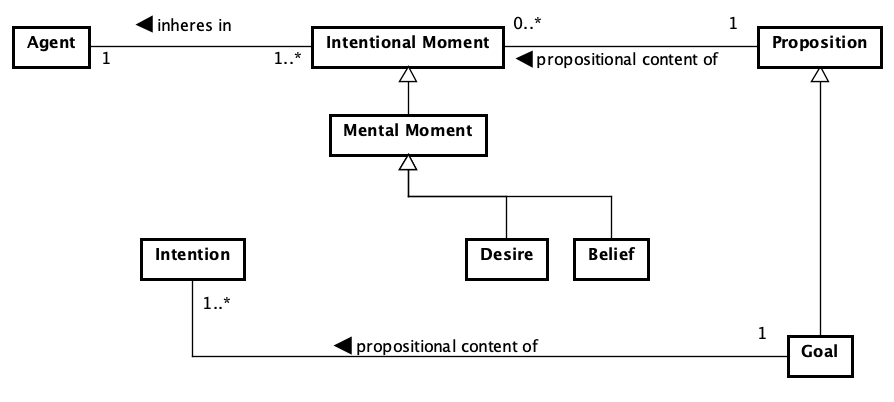 Agent
inheres in
1
1..*
Intentional Moment
0..*
1
propositional content of
Proposition
Mental Moment
Intention
Desire
Belief
1..*
propositional content of
1
Goal